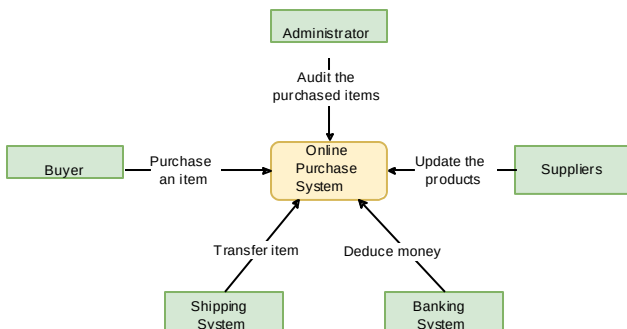 Administrator
Audit the
purchased items
Online
Purchase
System
Buyer
Purchase
an item
Update the
products
Suppliers
Transfer item
Deduce money
Shipping
System
Banking
System